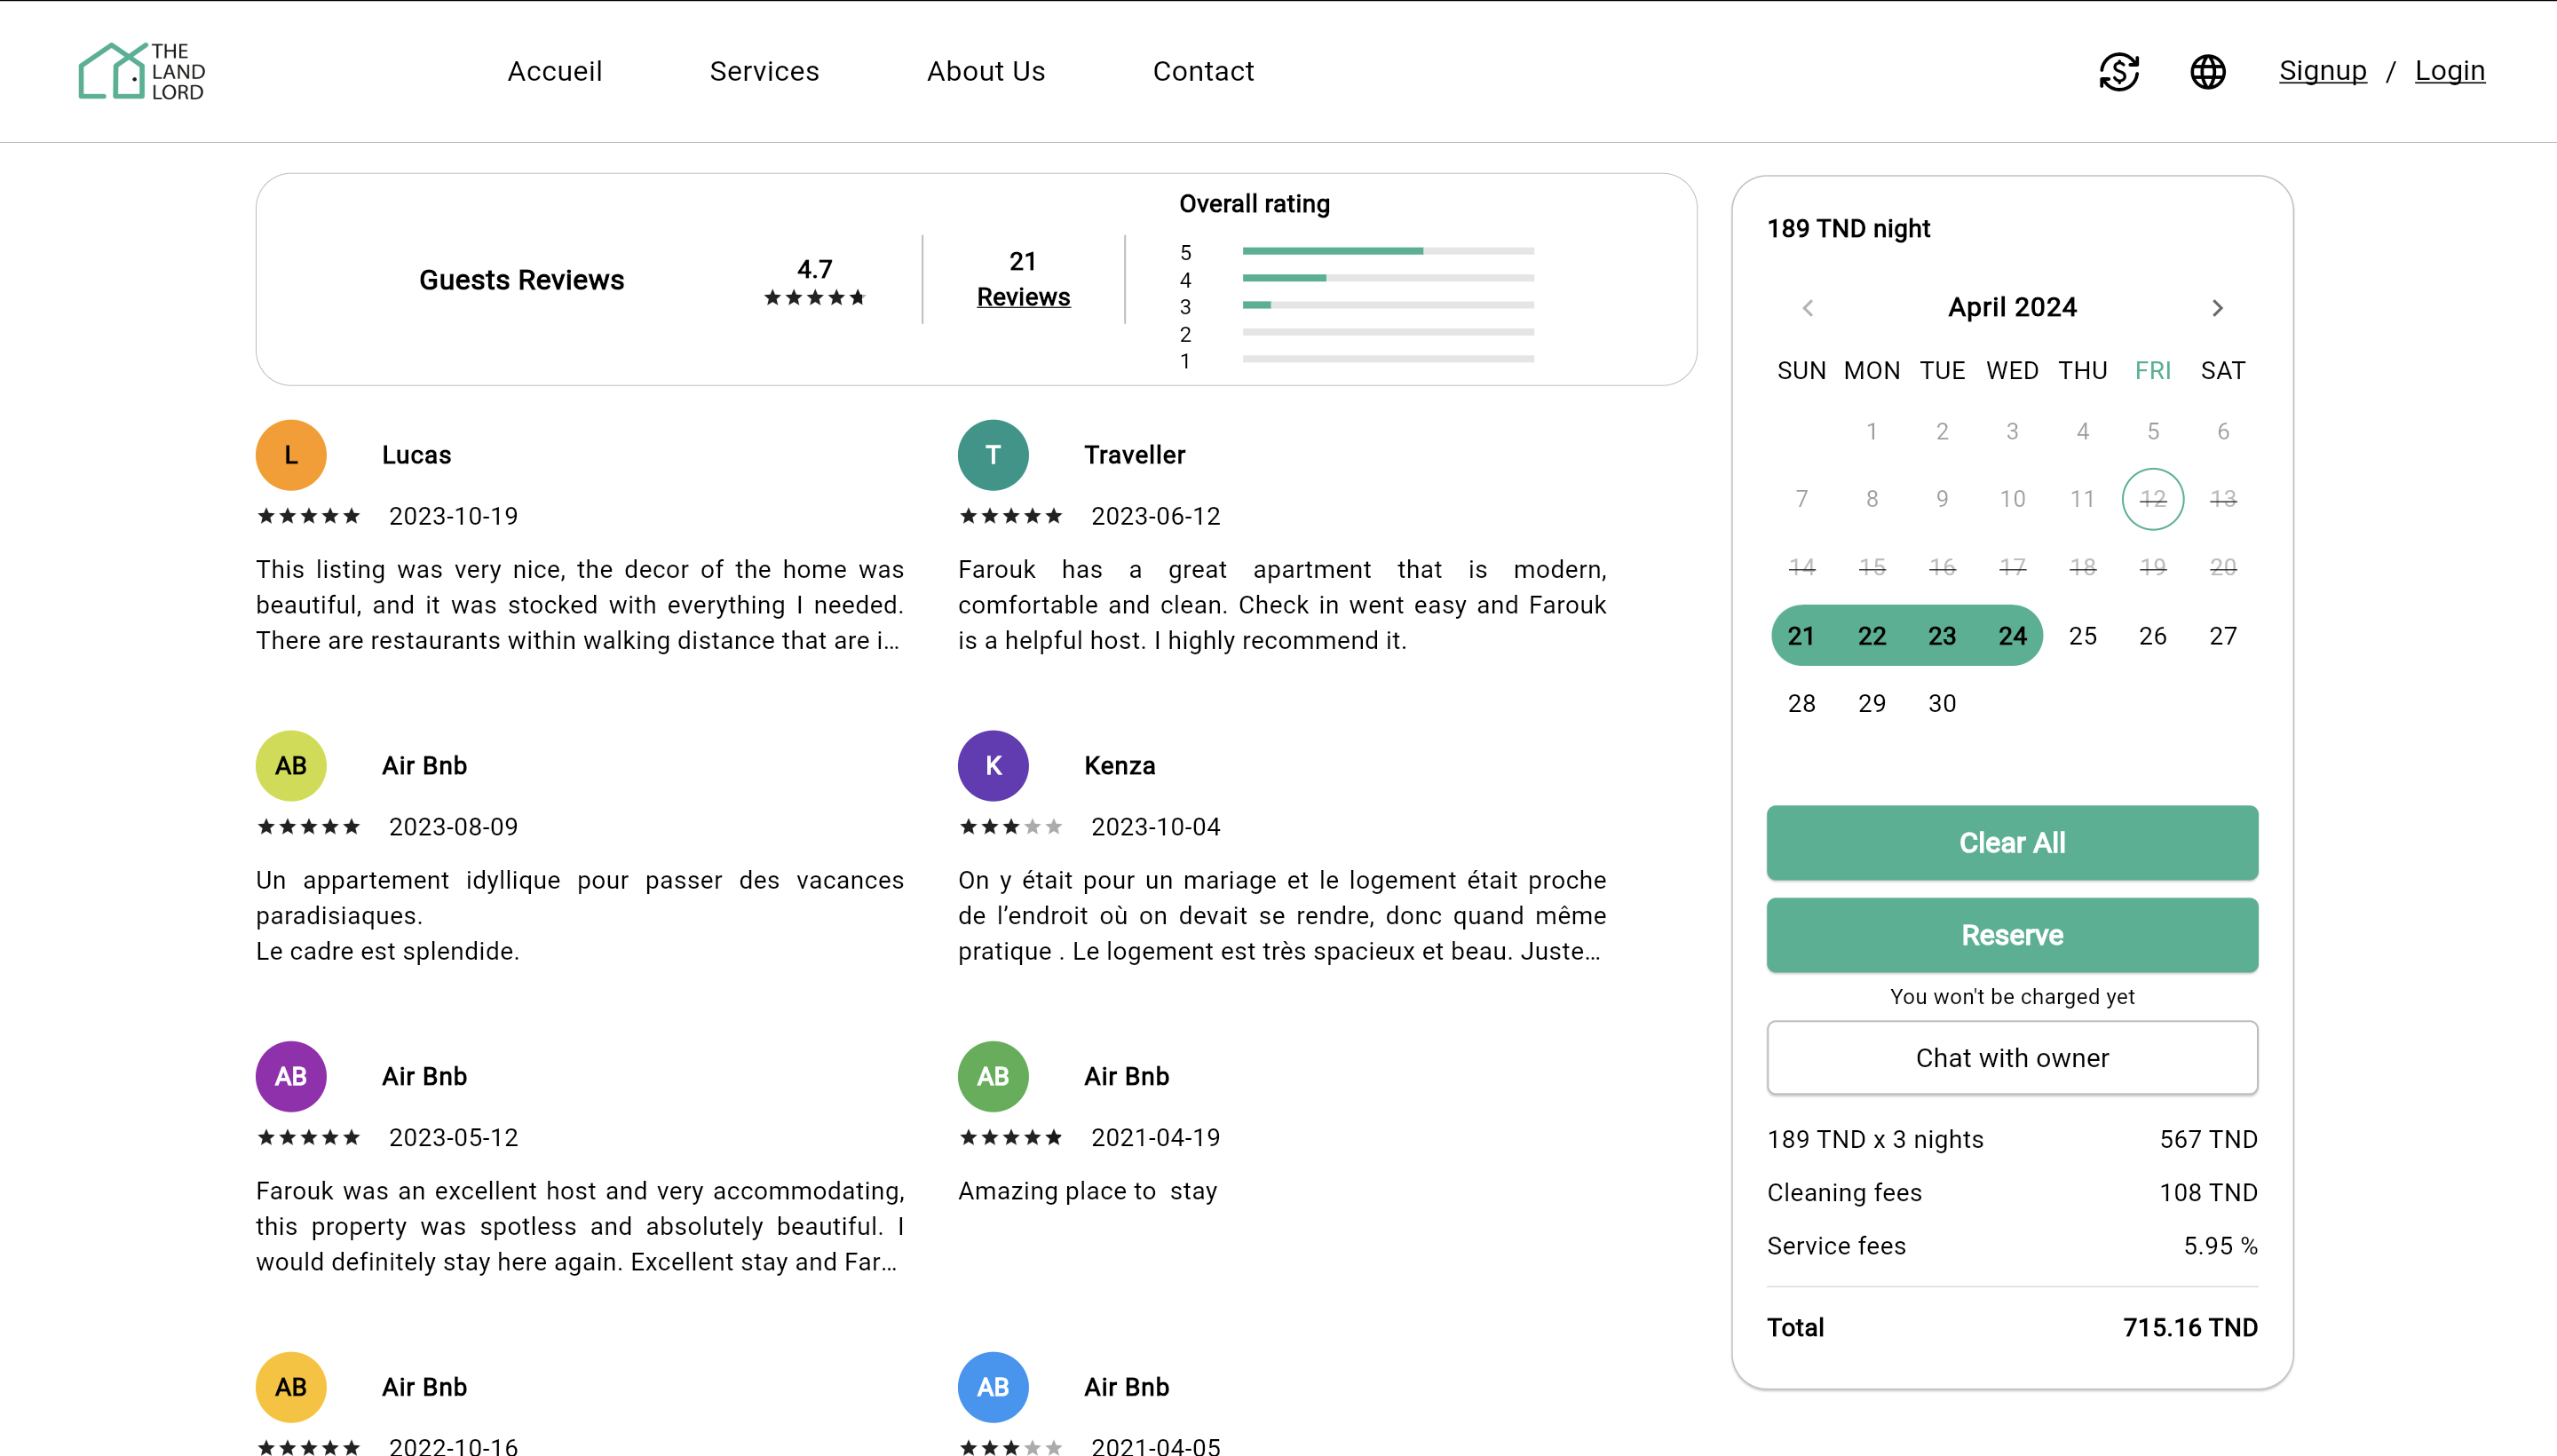 THE
LAND
LORD
Accueil
Services
About Us
Contact
Signup / Login
Guests Reviews
4.7
21
Reviews
Overall rating
5
4
3
2
1
L
Lucas
2023-10-19
This listing was very nice, the decor of the home was
beautiful, and it was stocked with everything I needed.
There are restaurants within walking distance that are i...
T
Traveller
2023-06-12
Farouk has a great apartment that is modern,
comfortable and clean. Check in went easy and Farouk
is a helpful host. I highly recommend it.
AB
Air Bnb
2023-08-09
Un appartement idyllique pour passer des vacances
paradisiaques.
Le cadre est splendide.
K
Kenza
2023-10-04
On y était pour un mariage et le logement était proche
de l’endroit où on devait se rendre, donc quand même
pratique . Le logement est très spacieux et beau. Juste...
AB
Air Bnb
2023-05-12
Farouk was an excellent host and very accommodating,
this property was spotless and absolutely beautiful. I
would definitely stay here again. Excellent stay and Far...
AB
Air Bnb
2021-04-19
Amazing place to  stay
AB
Air Bnb
2022-10-16
AB
Air Bnb
2021-04-05
189 TND night
April 2024
SUN MON TUE WED THU FRI SAT
1 2 3 4 5 6
7 8 9 10 11 12 13
14 15 16 17 18 19 20
21 22 23 24 25 26 27
28 29 30
Clear All
Reserve
You won't be charged yet
Chat with owner
189 TND x 3 nights 567 TND
Cleaning fees 108 TND
Service fees 5.95 %
Total 715.16 TND